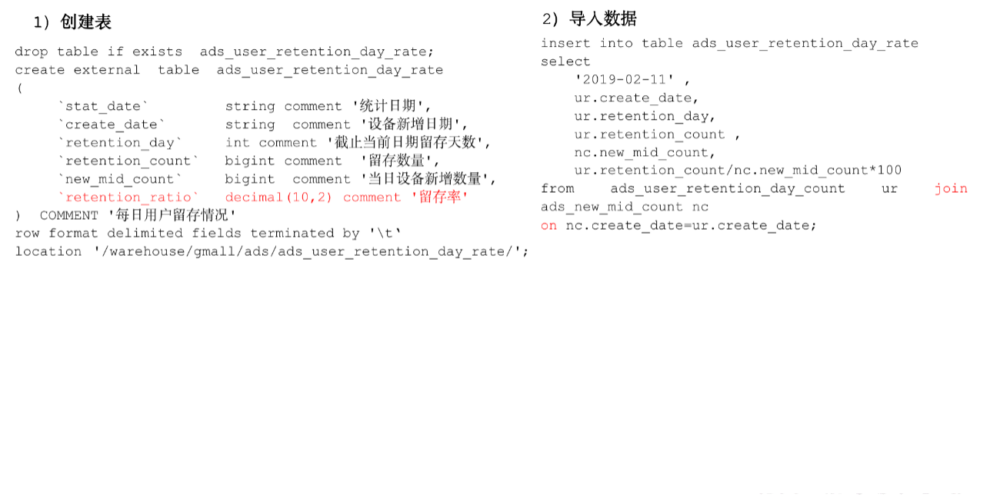 1）创建表
drop table if exists  ads_user_retention_day_rate;
create external  table  ads_user_retention_day_rate
(
`stat_date`          string comment '统计日期',
`create_date`       string  comment '设备新增日期',
`retention_day`     int comment '截止当前日期留存天数',
`retention_count`   bigint comment  '留存数量',
`new_mid_count`     bigint  comment '当日设备新增数量',
`retention_ratio`   decimal(10,2) comment '留存率'
)  COMMENT '每日用户留存情况'
row format delimited fields terminated by '\t'
location '/warehouse/gmall/ads/ads_user_retention_day_rate/';
2）导入数据
insert into table ads_user_retention_day_rate
select
'2019-02-11' ,
ur.create_date,
ur.retention_day,
ur.retention_count ,
nc.new_mid_count,
ur.retention_count/nc.new_mid_count*100
from    ads_user_retention_day_count    ur    join
ads_new_mid_count nc
on nc.create_date=ur.create_date;